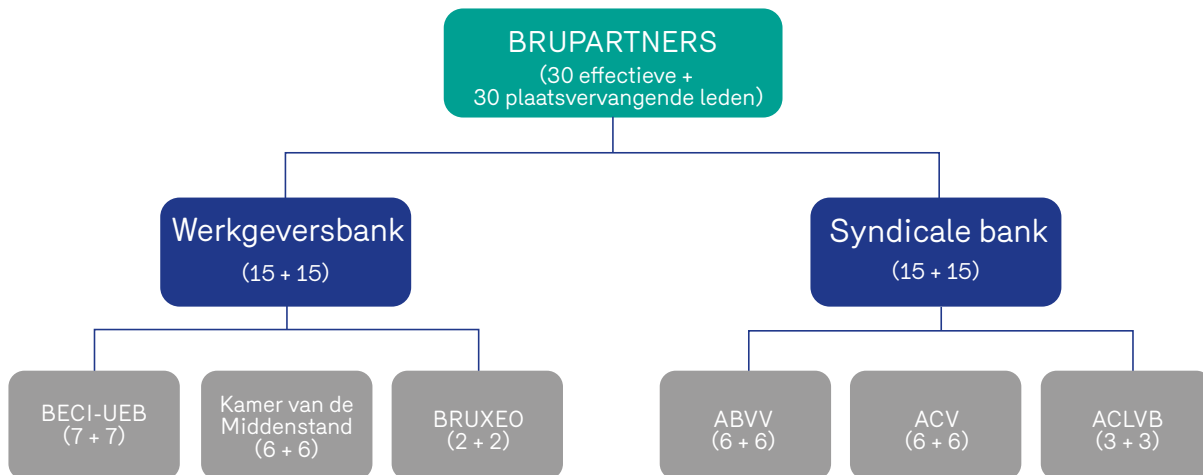 BRUPARTNERS
(30 effectieve +
30 plaatsvervangende leden)
Werkgeversbank
(15 + 15)
Syndicale bank
(15 + 15)
BECI-UEB
(7 + 7)
Kamer van de
Middenstand
(6 + 6)
BRUXEO
(2 + 2)
ABVV
(6 + 6)
ACV
(6 + 6)
ACLVB
(3 + 3)